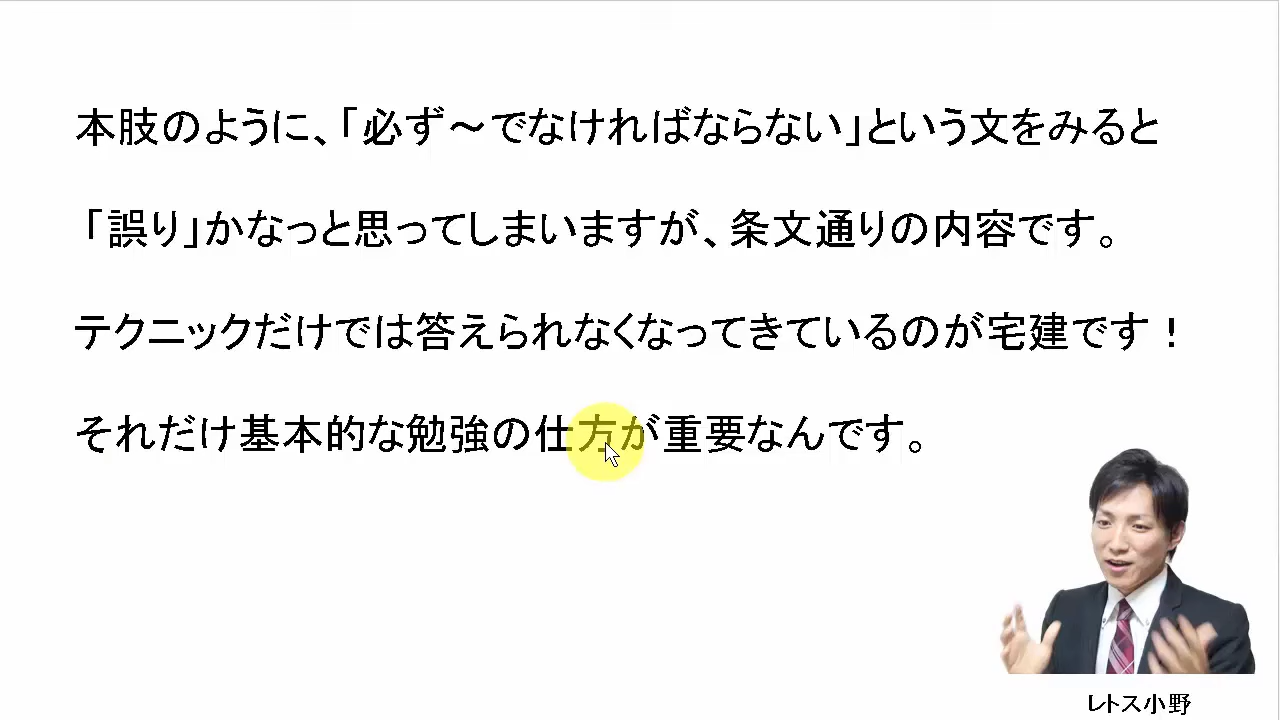 本肢のように、「必ず～でなければならない」という文をみると
「誤り」かなっと思ってしまいますが、条文通りの内容です。
テクニックだけでは答えられなくなってきているのが宅建です！
それだけ基本的な勉強の仕方が重要なんです。
レトス小野